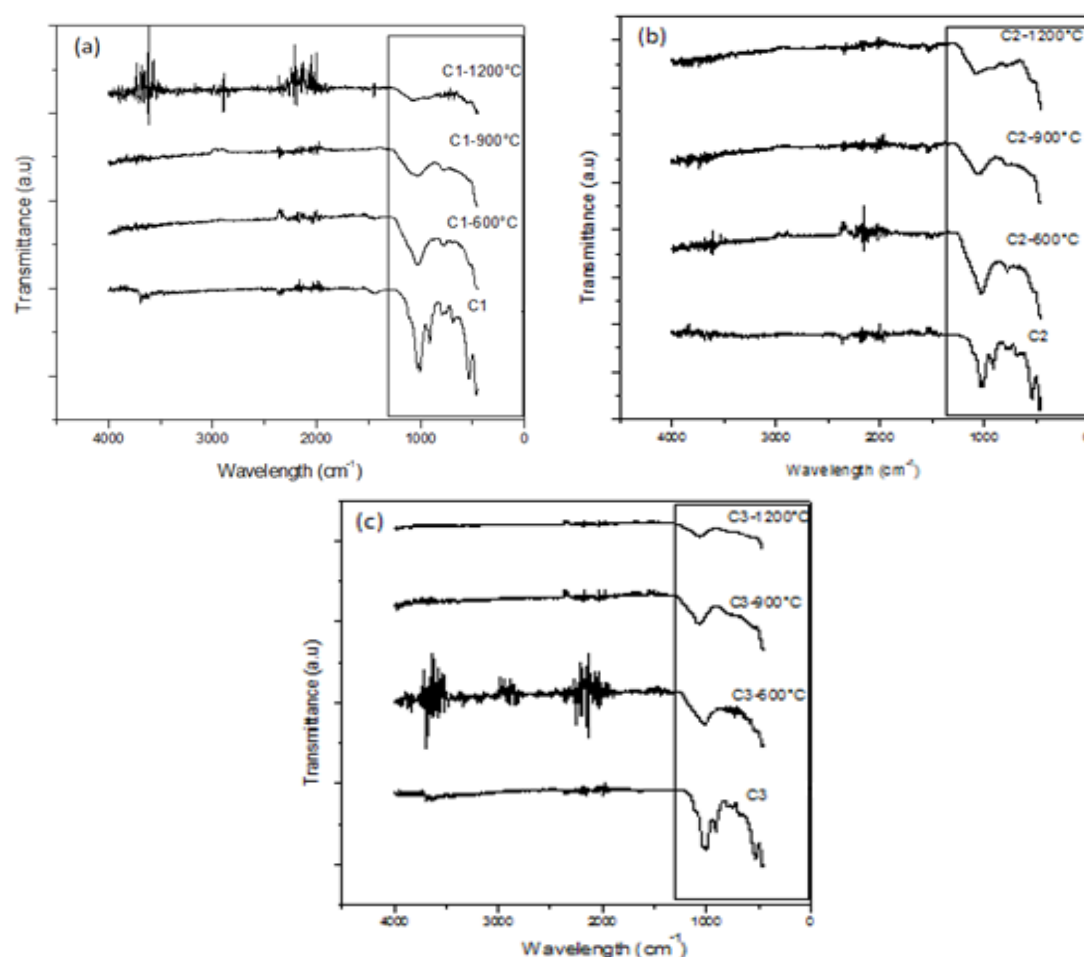 (a)
C1-1200°C
C1-900°C
C1-600°C
C1
Transmittance (a.u)
4000 3000 2000 1000 0
Wavelength (cm⁻¹)
(b)
C2-1200°C
C2-900°C
C2-600°C
C2
Transmittance (a.u)
4000 3000 2000 1000 0
Wavelength (cm⁻¹)
(c)
C3-1200°C
C3-900°C
C3-600°C
C3
Transmittance (a.u)
4000 3000 2000 1000 0
Wavelength (cm⁻¹)